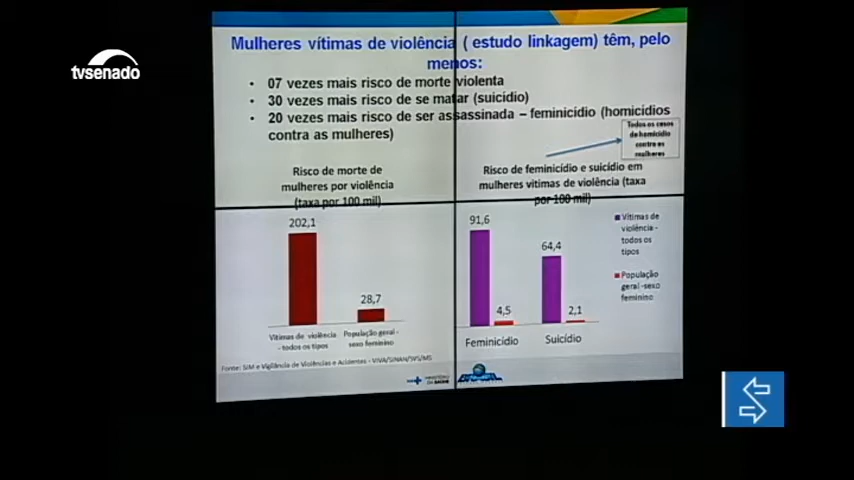 tvsenado
Mulheres vítimas de violência ( estudo linkagem) têm, pelo
menos:
• 07 vezes mais risco de morte violenta
• 30 vezes mais risco de se matar (suicídio)
• 20 vezes mais risco de ser assassinada – feminicídio (homicídios
contra as mulheres)
Todos os casos
de homicídio
contra as
mulheres
Risco de morte de
mulheres por violência
(taxa por 100 mil)
202,1
28,7
Vítimas de violência
- todos os tipos
População geral -
sexo feminino
Risco de feminicídio e suicídio em
mulheres vítimas de violência (taxa
por 100 mil)
91,6
4,5
64,4
2,1
Feminicídio
Suicídio
Vítimas de
violência -
todos os
tipos
População
geral -sexo
feminino
Fonte: SIM e Vigilância de Violências e Acidentes - VIVA/SINAN/SVS/MS
MINISTÉRIO
DA SAÚDE